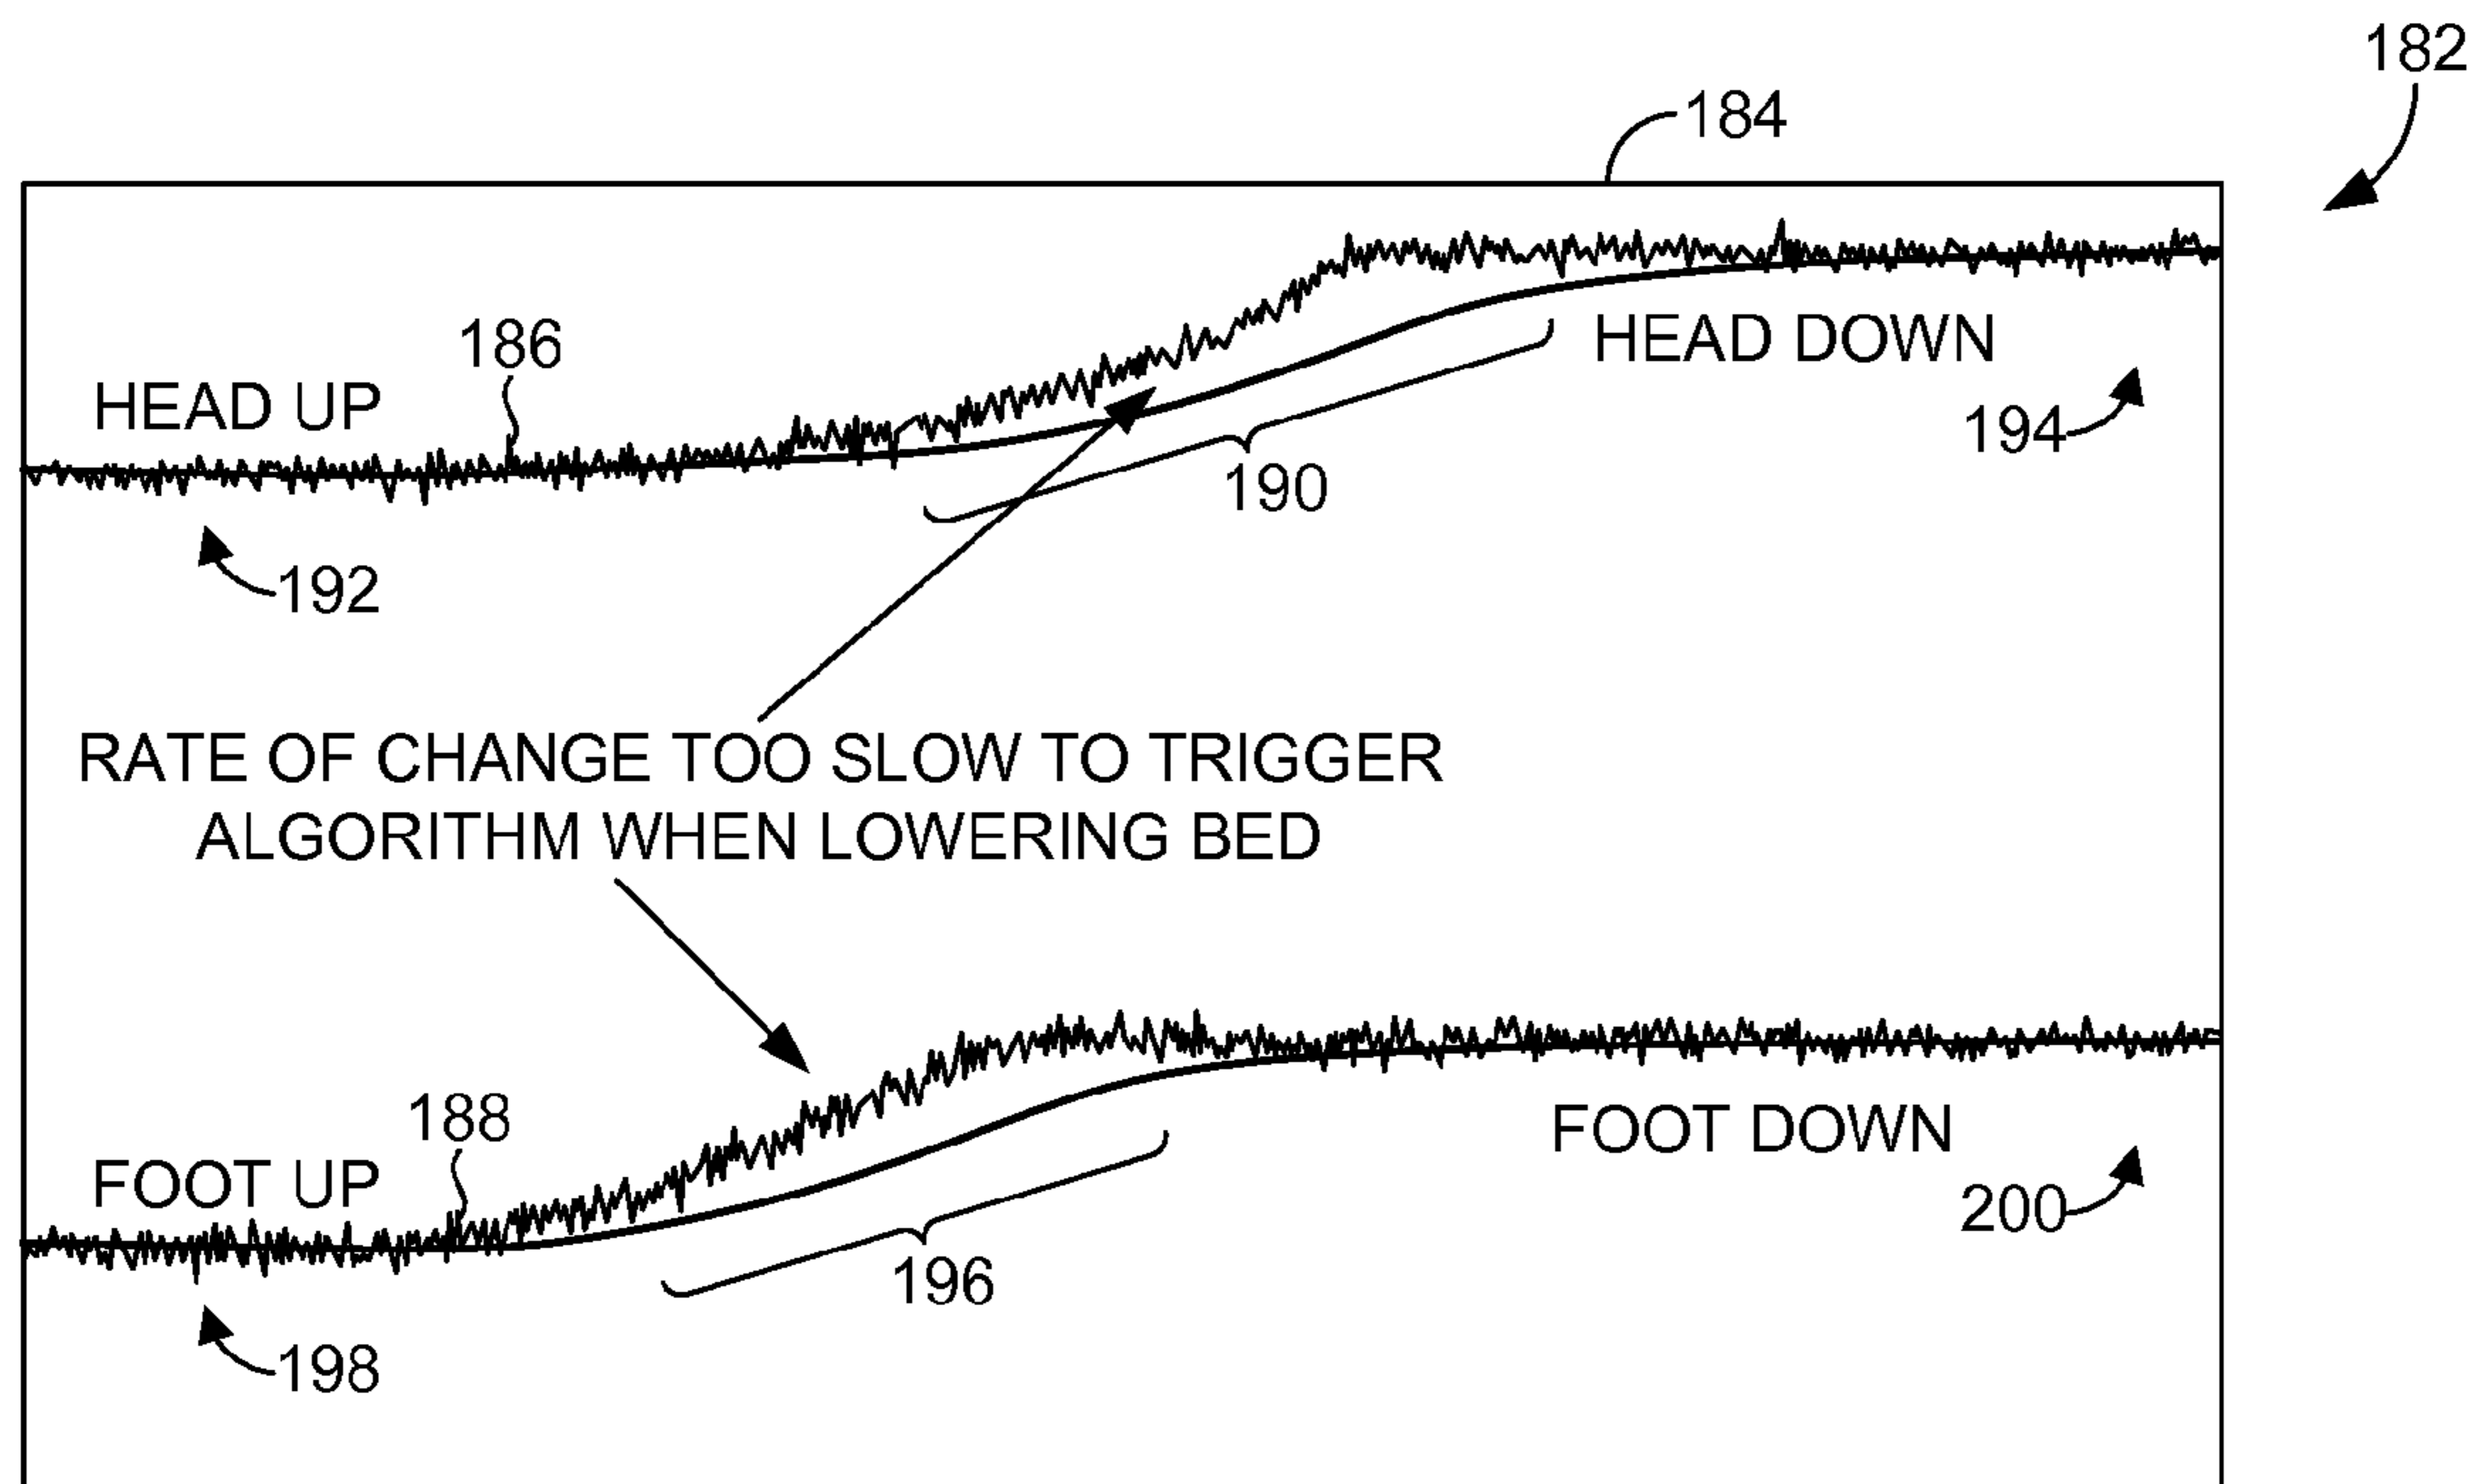 182
184
186
HEAD UP
HEAD DOWN
194
190
192
RATE OF CHANGE TOO SLOW TO TRIGGER
ALGORITHM WHEN LOWERING BED
188
FOOT UP
FOOT DOWN
200
196
198